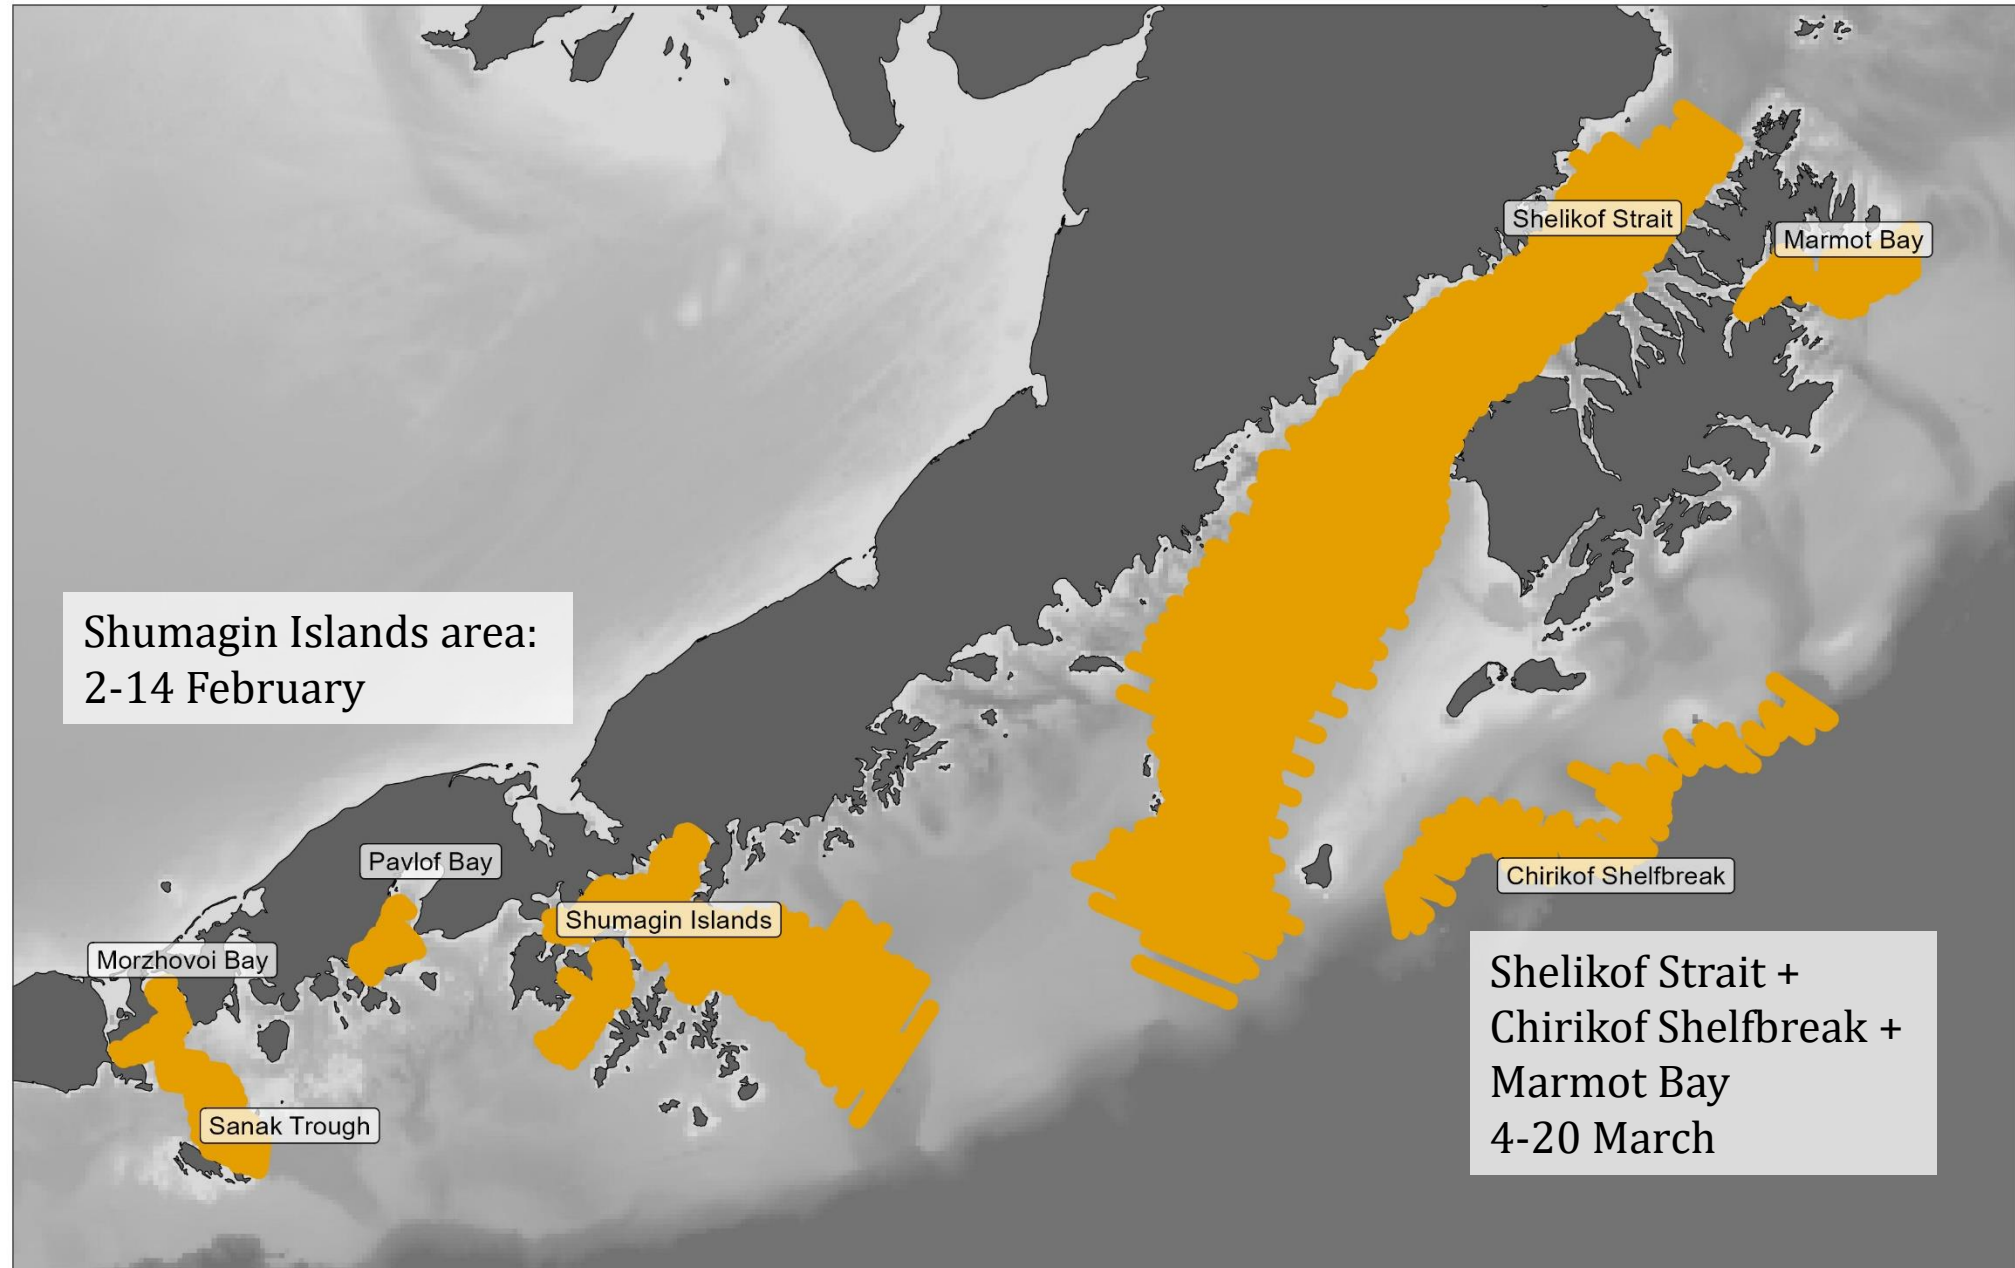 Shelikof Strait
Marmot Bay
Shumagin Islands area:
2-14 February
Pavlof Bay
Chirikof Shelfbreak
Shumagin Islands
Morzhovoi Bay
Sanak Trough
Shelikof Strait +
Chirikof Shelfbreak +
Marmot Bay
4-20 March